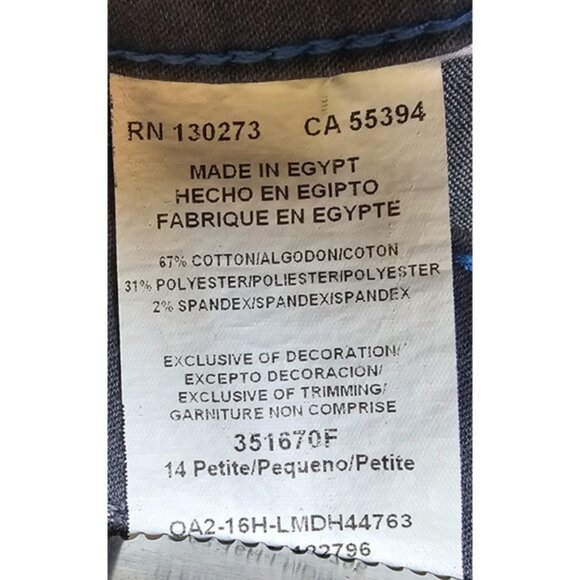 RN 130273 CA 55394
MADE IN EGYPT
HECHO EN EGIPTO
FABRIQUE EN EGYPTE
67% COTTON/ALGODON/COTON
31% POLYESTER/POLIESTER/POLYESTER
2% SPANDEX/SPANDEX/SPANDEX
EXCLUSIVE OF DECORATION/
EXCEPTO DECORACION/
EXCLUSIVE OF TRIMMING/
GARNITURE NON COMPRISE
351670F
14 Petite/Pequeno/Petite
OA2-16H-LMDH44763